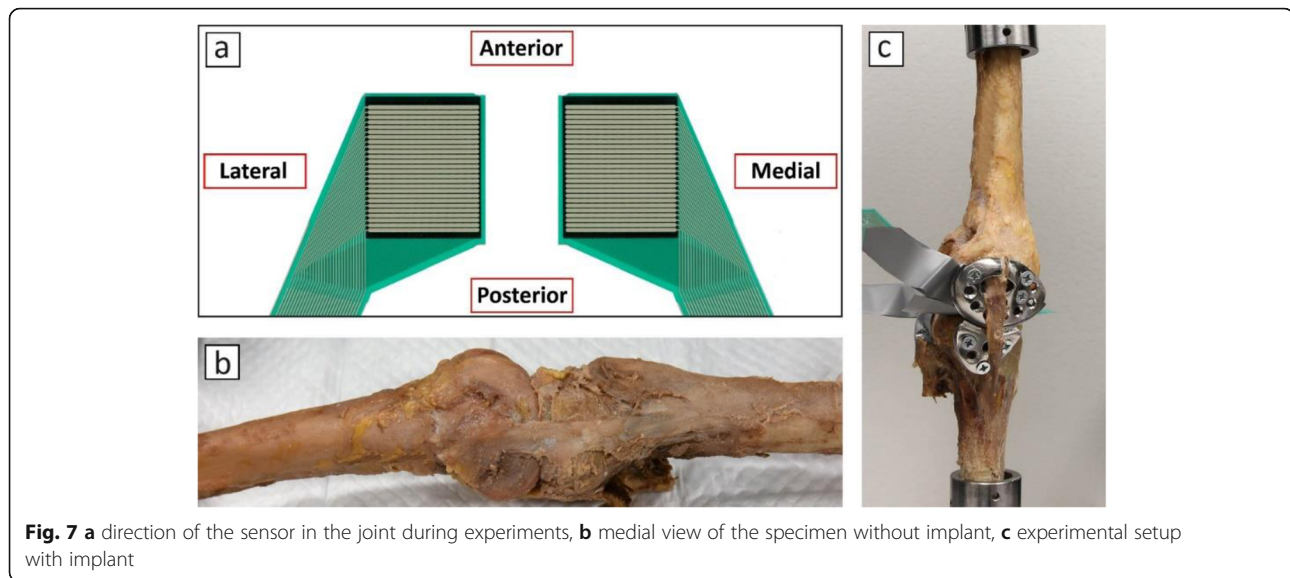 a
Anterior
Lateral
Medial
Posterior
b
c
Fig. 7 a direction of the sensor in the joint during experiments, b medial view of the specimen without implant, c experimental setup
with implant